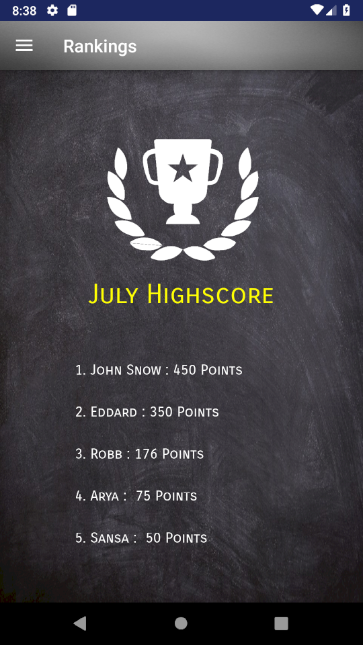 8:38
Rankings
July Highscore
1. John Snow : 450 Points
2. Eddard : 350 Points
3. Robb : 176 Points
4. Arya :  75 Points
5. Sansa :  50 Points